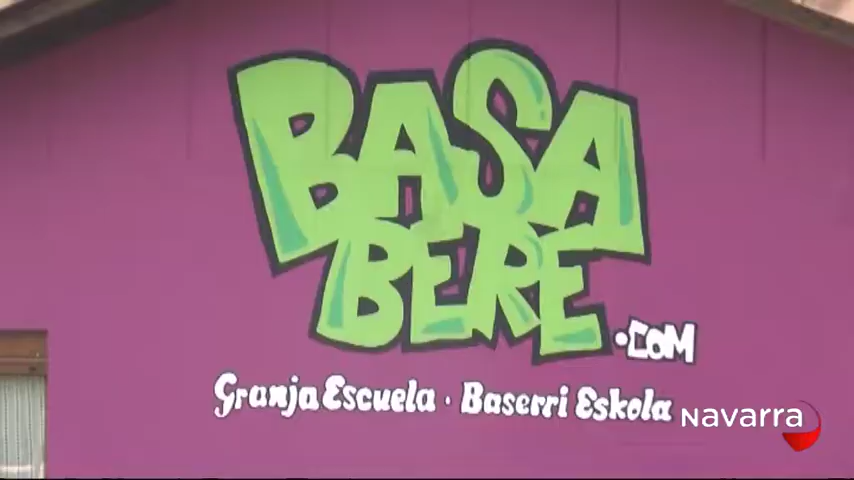 BASA
BERE
.COM
Granja Escuela · Baserri Eskola
Navarra